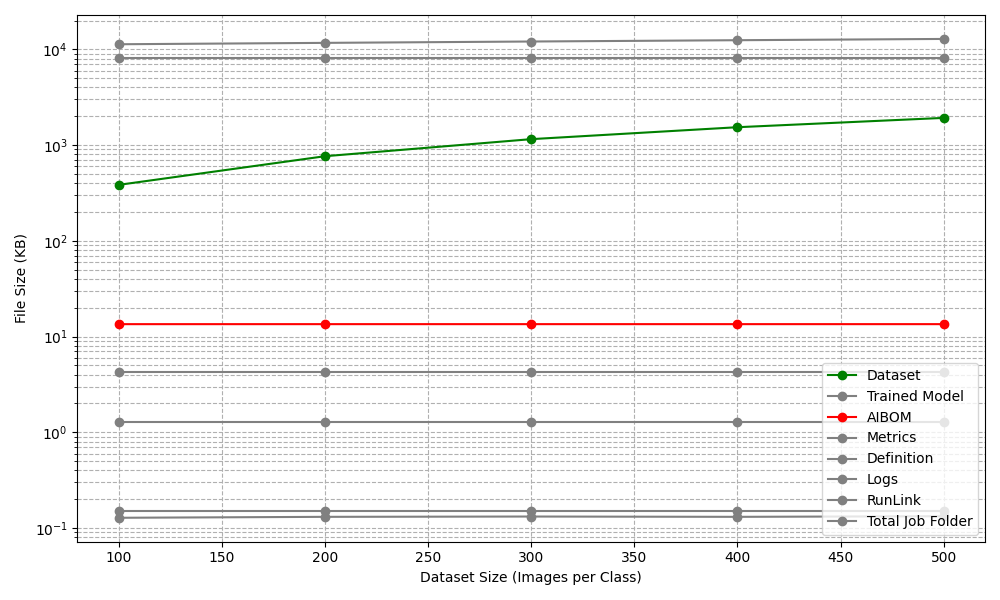 10⁴
10³
10²
10¹
10⁰
10⁻¹
File Size (KB)
100 150 200 250 300 350 400 450 500
Dataset Size (Images per Class)
Dataset
Trained Model
AIBOM
Metrics
Definition
Logs
RunLink
Total Job Folder